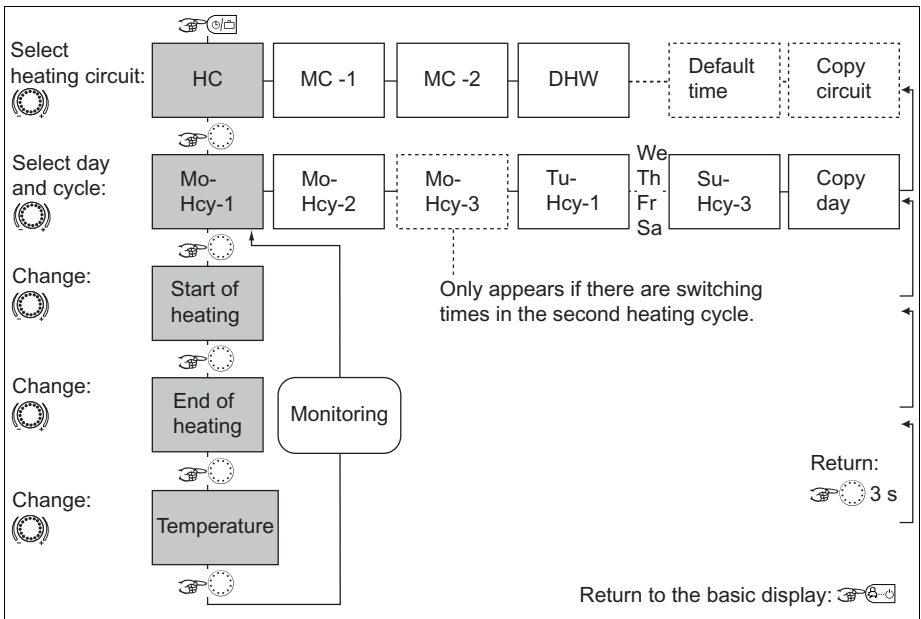 Select
heating circuit:
HC
MC -1
MC -2
DHW
Default
time
Copy
circuit
Select day
and cycle:
Mo-
Hcy-1
Mo-
Hcy-2
Mo-
Hcy-3
Tu-
Hcy-1
We
Th
Fr
Sa
Su-
Hcy-3
Copy
day
Change:
Start of
heating
Only appears if there are switching
times in the second heating cycle.
Change:
End of
heating
Monitoring
Return:
3 s
Change:
Temperature
Return to the basic display: